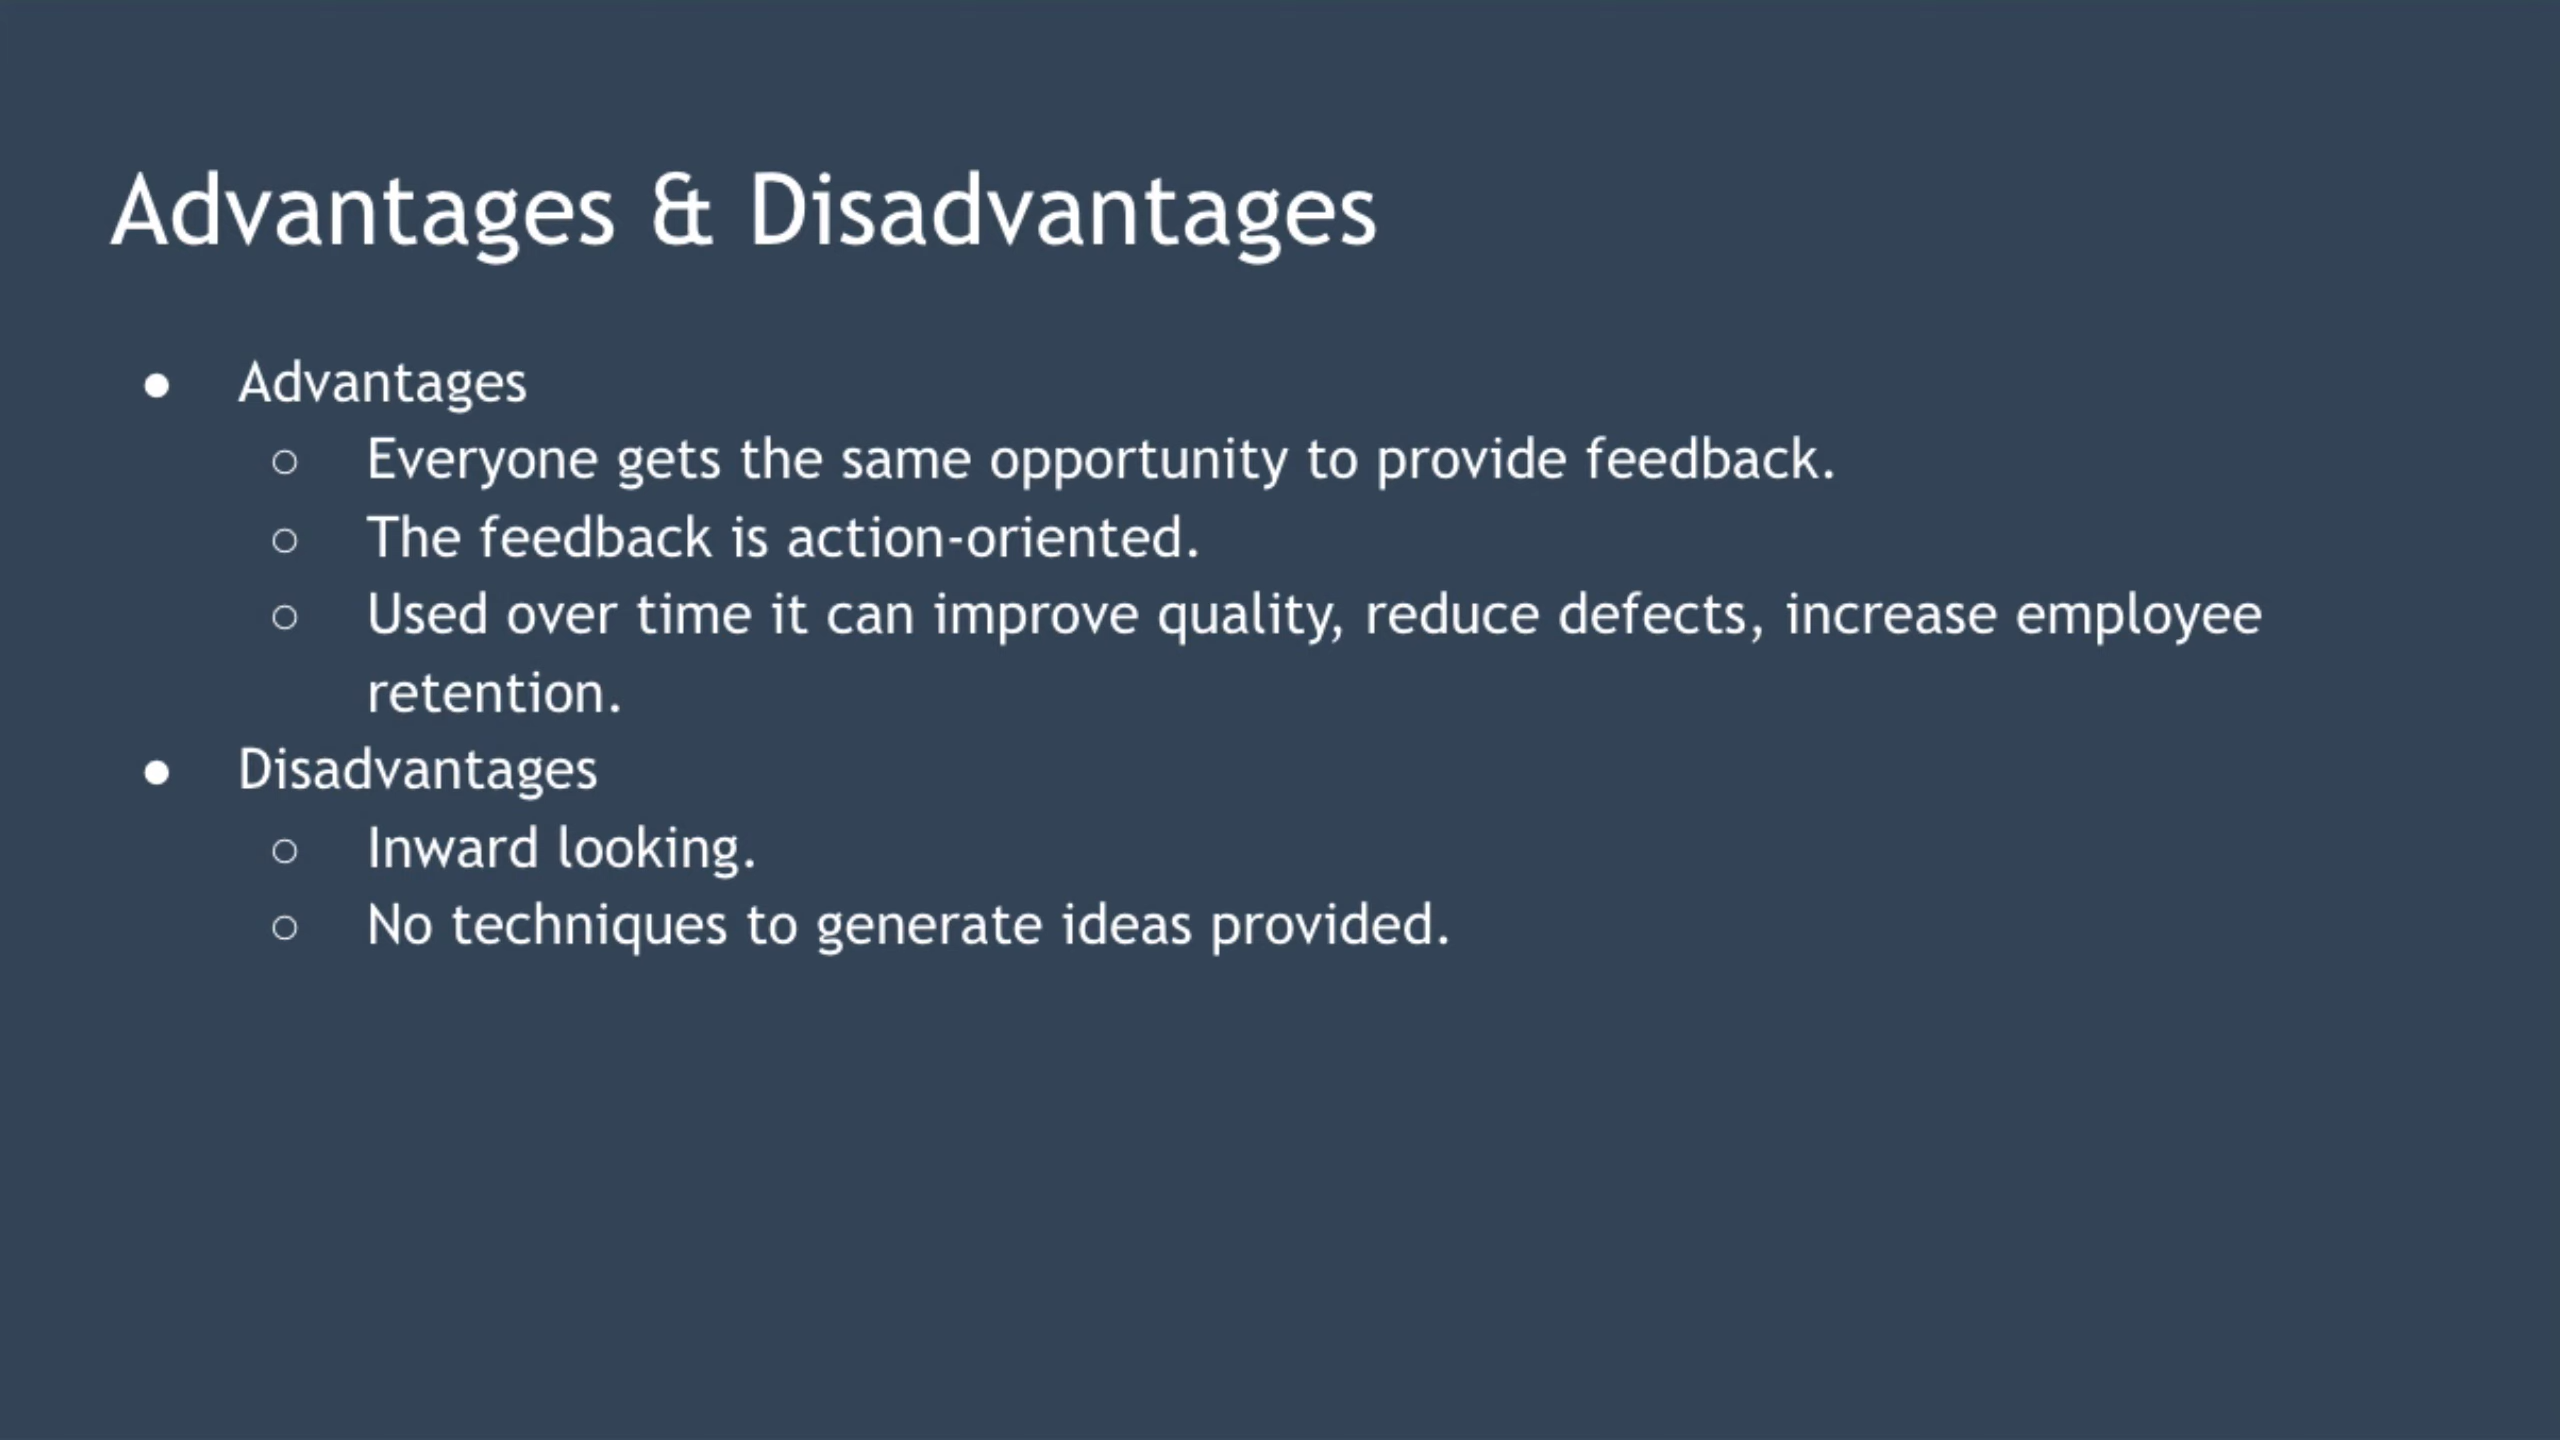 Advantages & Disadvantages
● Advantages
○ Everyone gets the same opportunity to provide feedback.
○ The feedback is action-oriented.
○ Used over time it can improve quality, reduce defects, increase employee
retention.
● Disadvantages
○ Inward looking.
○ No techniques to generate ideas provided.